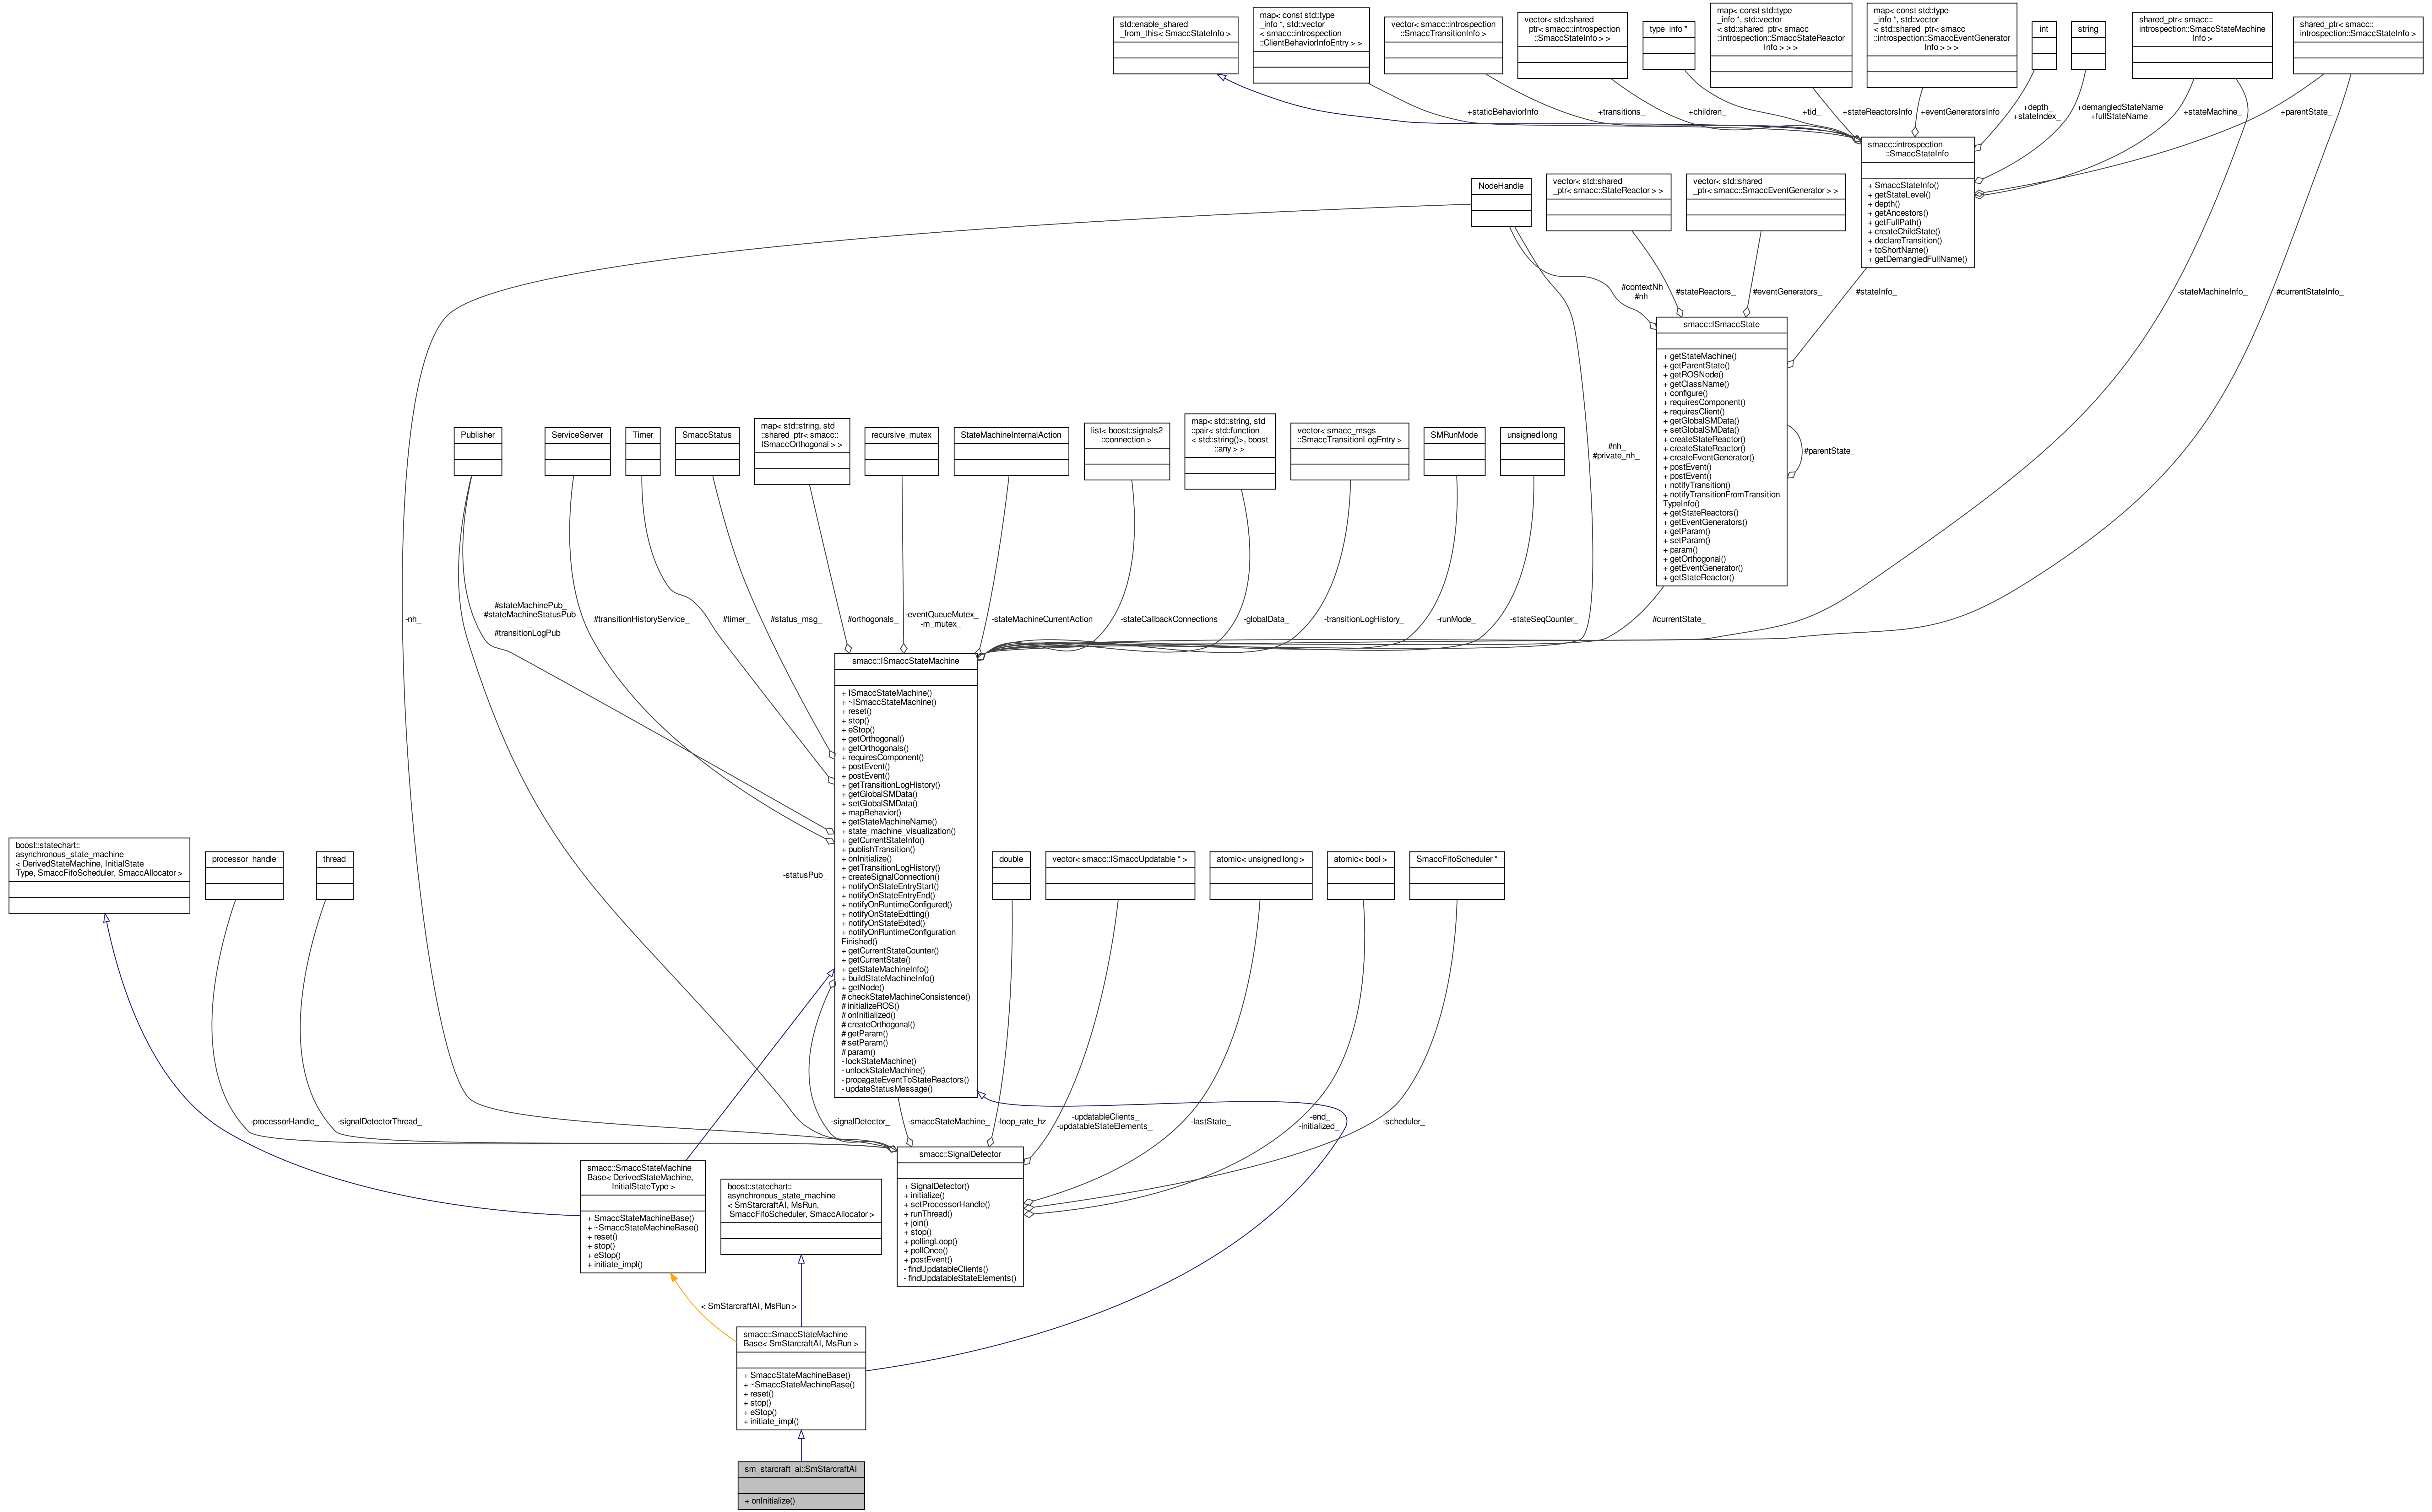 std::enable_shared
_from_this< SmaccStateInfo >
map< const std::type
_info *, std::vector
< smacc::introspection
::ClientBehaviorInfoEntry > >
vector< smacc::introspection
::SmaccTransitionInfo >
vector< std::shared
_ptr< smacc::introspection
::SmaccStateInfo > >
type_info *
map< const std::type
_info *, std::vector
< std::shared_ptr< smacc
::introspection::SmaccStateReactor
Info > > >
map< const std::type
_info *, std::vector
< std::shared_ptr< smacc
::introspection::SmaccEventGenerator
Info > > >
int
string
shared_ptr< smacc::
introspection::SmaccStateMachine
Info >
shared_ptr< smacc::
introspection::SmaccStateInfo >
+staticBehaviorInfo
+transitions_
+children_
+tid_
+stateReactorsInfo
+eventGeneratorsInfo
+depth_
+stateIndex_
+demangledStateName
+fullStateName
+stateMachine_
+parentState_
smacc::introspection
::SmaccStateInfo
+ SmaccStateInfo()
+ getStateLevel()
+ depth()
+ getAncestors()
+ getFullPath()
+ createChildState()
+ declareTransition()
+ toShortName()
+ getDemangledFullName()
NodeHandle
vector< std::shared
_ptr< smacc::StateReactor > >
vector< std::shared
_ptr< smacc::SmaccEventGenerator > >
#contextNh
#nh
#stateReactors_
#eventGenerators_
#stateInfo_
-stateMachineInfo_
#currentStateInfo_
smacc::ISmaccState
+ getStateMachine()
+ getParentState()
+ getROSNode()
+ getClassName()
+ configure()
+ requiresComponent()
+ requiresClient()
+ getGlobalSMData()
+ setGlobalSMData()
+ createStateReactor()
+ createStateReactor()
+ createEventGenerator()
+ postEvent()
+ postEvent()
+ notifyTransition()
+ notifyTransitionFromTransition
TypeInfo()
+ getStateReactors()
+ getEventGenerators()
+ getParam()
+ setParam()
+ param()
+ getOrthogonal()
+ getEventGenerator()
+ getStateReactor()
#parentState_
Publisher
ServiceServer
Timer
SmaccStatus
map< std::string, std
::shared_ptr< smacc::
ISmaccOrthogonal > >
recursive_mutex
StateMachineInternalAction
list< boost::signals2
::connection >
map< std::string, std
::pair< std::function
< std::string()>, boost
::any > >
vector< smacc_msgs
::SmaccTransitionLogEntry >
SMRunMode
unsigned long
#nh_
#private_nh_
-nh_
#stateMachinePub_
#stateMachineStatusPub
_
#transitionLogPub_
#transitionHistoryService_
#timer_
#status_msg_
#orthogonals_
-eventQueueMutex_
-m_mutex_
-stateMachineCurrentAction
-stateCallbackConnections
-globalData_
-transitionLogHistory_
-runMode_
-stateSeqCounter_
#currentState_
smacc::ISmaccStateMachine
+ ISmaccStateMachine()
+ ~ISmaccStateMachine()
+ reset()
+ stop()
+ eStop()
+ getOrthogonal()
+ getOrthogonals()
+ requiresComponent()
+ postEvent()
+ postEvent()
+ getTransitionLogHistory()
+ getGlobalSMData()
+ setGlobalSMData()
+ mapBehavior()
+ getStateMachineName()
+ state_machine_visualization()
+ getCurrentStateInfo()
+ publishTransition()
+ onInitialize()
+ getTransitionLogHistory()
+ createSignalConnection()
+ notifyOnStateEntryStart()
+ notifyOnStateEntryEnd()
+ notifyOnRuntimeConfigured()
+ notifyOnStateExitting()
+ notifyOnStateExited()
+ notifyOnRuntimeConfiguration
Finished()
+ getCurrentStateCounter()
+ getCurrentState()
+ getStateMachineInfo()
+ buildStateMachineInfo()
+ getNode()
# checkStateMachineConsistence()
# initializeROS()
# onInitialized()
# createOrthogonal()
# getParam()
# setParam()
# param()
- lockStateMachine()
- unlockStateMachine()
- propagateEventToStateReactors()
- updateStatusMessage()
boost::statechart::
asynchronous_state_machine
< DerivedStateMachine, InitialState
Type, SmaccFifoScheduler, SmaccAllocator >
processor_handle
thread
-statusPub_
double
vector< smacc::ISmaccUpdatable * >
atomic< unsigned long >
atomic< bool >
SmaccFifoScheduler *
-processorHandle_
-signalDetectorThread_
-signalDetector_
-smaccStateMachine_
-loop_rate_hz
-updatableClients_
-updatableStateElements_
-lastState_
-end_
-initialized_
-scheduler_
smacc::SignalDetector
+ SignalDetector()
+ initialize()
+ setProcessorHandle()
+ runThread()
+ join()
+ stop()
+ pollingLoop()
+ pollOnce()
+ postEvent()
- findUpdatableClients()
- findUpdatableStateElements()
smacc::SmaccStateMachine
Base< DerivedStateMachine,
InitialStateType >
+ SmaccStateMachineBase()
+ ~SmaccStateMachineBase()
+ reset()
+ stop()
+ eStop()
+ initiate_impl()
boost::statechart::
asynchronous_state_machine
< SmStarcraftAI, MsRun,
SmaccFifoScheduler, SmaccAllocator >
< SmStarcraftAI, MsRun >
smacc::SmaccStateMachine
Base< SmStarcraftAI, MsRun >
+ SmaccStateMachineBase()
+ ~SmaccStateMachineBase()
+ reset()
+ stop()
+ eStop()
+ initiate_impl()
sm_starcraft_ai::SmStarcraftAI
+ onInitialize()